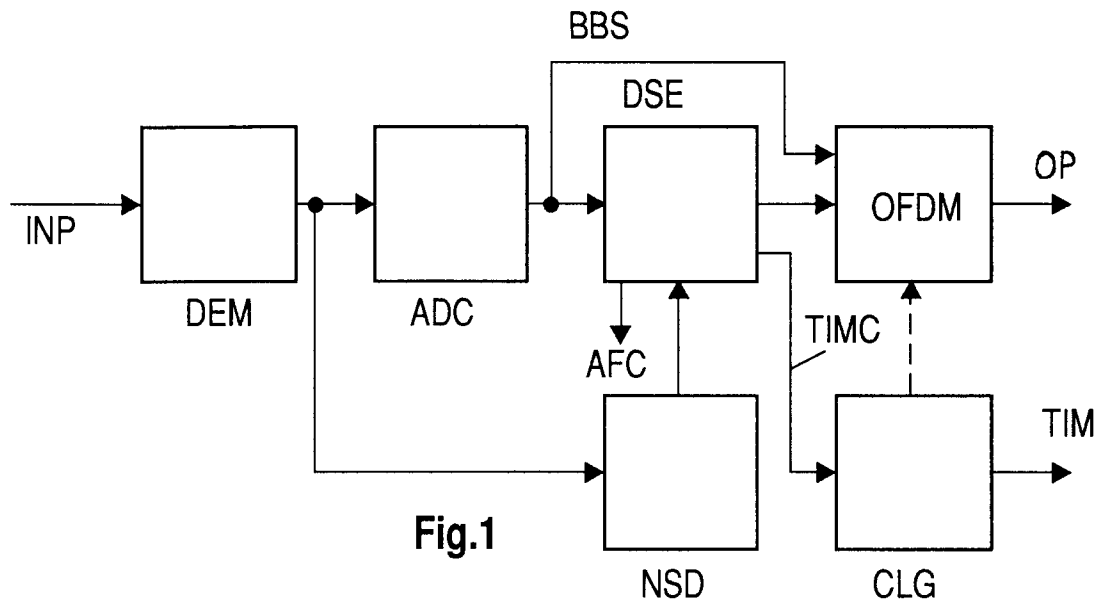 BBS
DSE
OP
OFDM
INP
DEM
ADC
TIMC
AFC
TIM
Fig.1
NSD
CLG